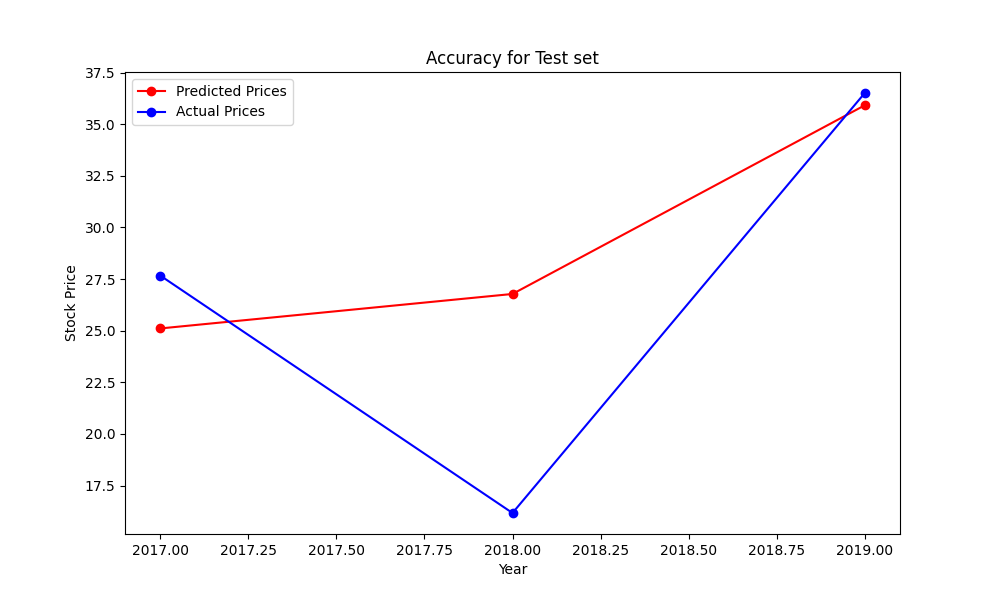 Accuracy for Test set
Predicted Prices
Actual Prices
37.5
35.0
32.5
30.0
27.5
25.0
22.5
20.0
17.5
Stock Price
2017.00 2017.25 2017.50 2017.75 2018.00 2018.25 2018.50 2018.75 2019.00
Year